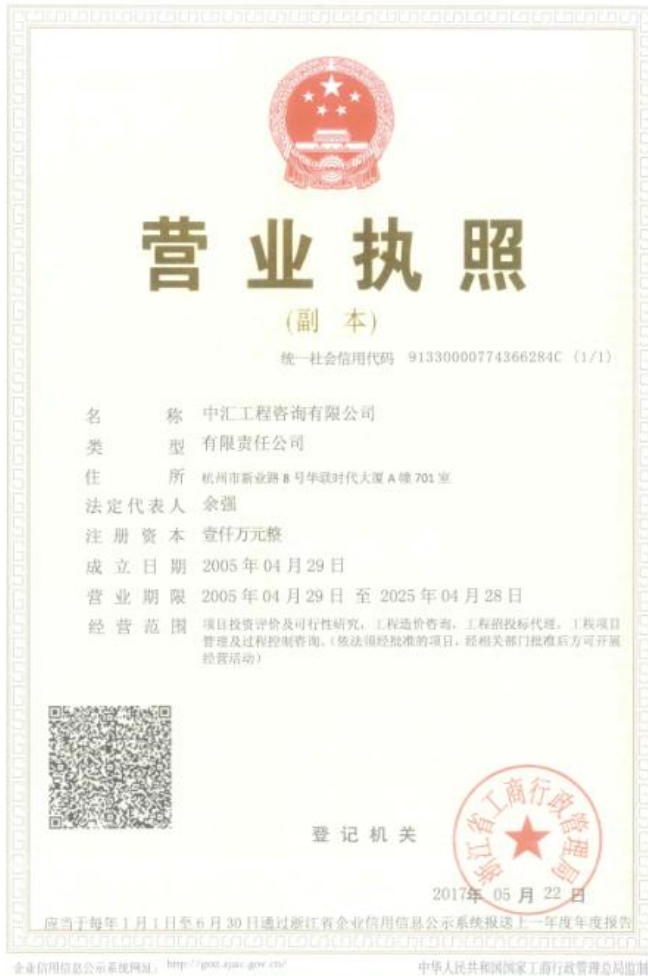 营业执照
(副 本)
统一社会信用代码 91330000774366284C (1/1)
名 称 中汇工程咨询有限公司
类 型 有限责任公司
住 所 杭州市新业路8号华联时代大厦A幢701室
法定代表人 余强
注册资本 壹仟万元整
成立日期 2005年04月29日
营业期限 2005年04月29日至2025年04月28日
经营范围 项目投资评价及可行性研究，工程造价咨询，工程招投标代理，工程项目
管理及过程控制咨询。（依法须经批准的项目，经相关部门批准后方可开展
经营活动）
浙江省工商行政管理局
登记机关
2017年05月22日
应当于每年1月1日至6月30日通过浙江省企业信用信息公示系统报送上一年度年度报告
企业信用信息公示系统网址： http://gsxt.zjaic.gov.cn/
中华人民共和国国家工商行政管理总局监制